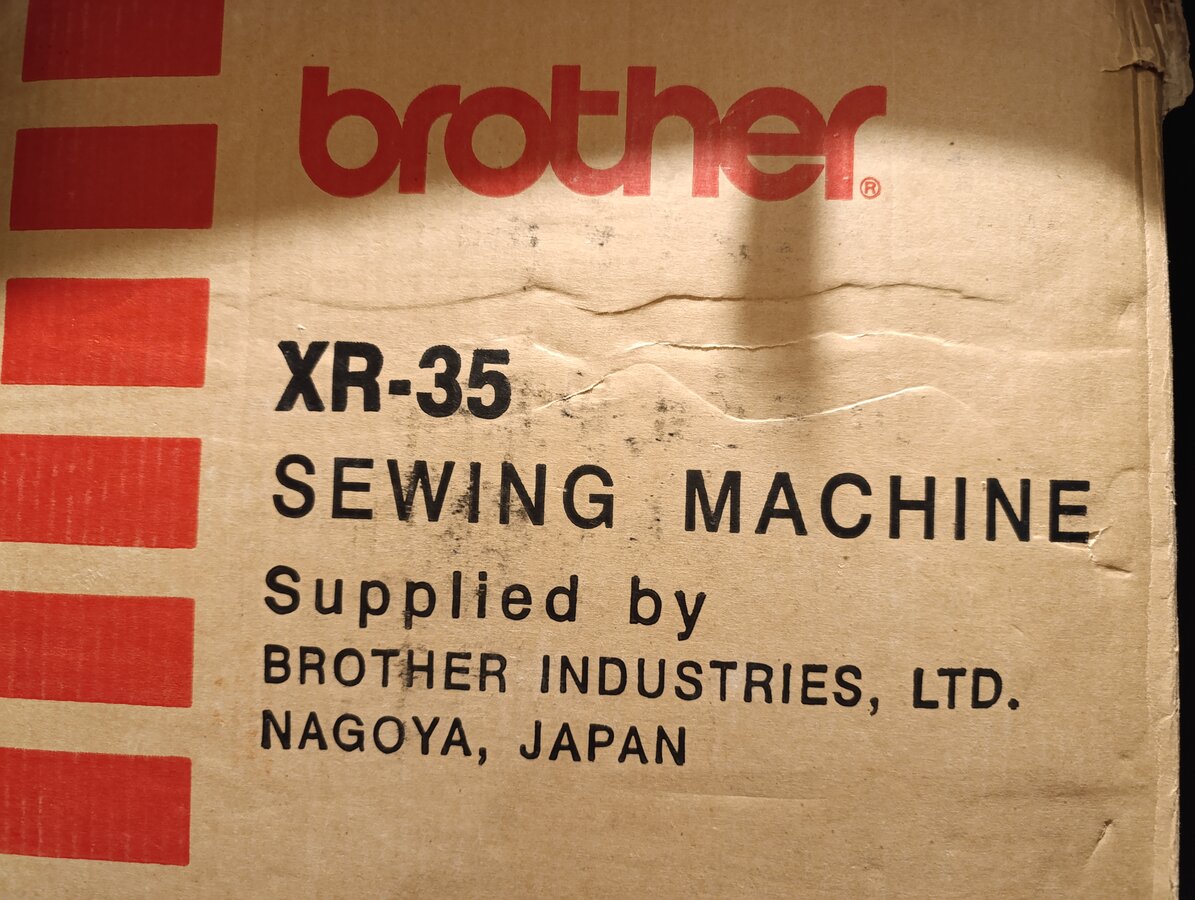 brother®
XR-35
SEWING MACHINE
Supplied by
BROTHER INDUSTRIES, LTD.
NAGOYA, JAPAN